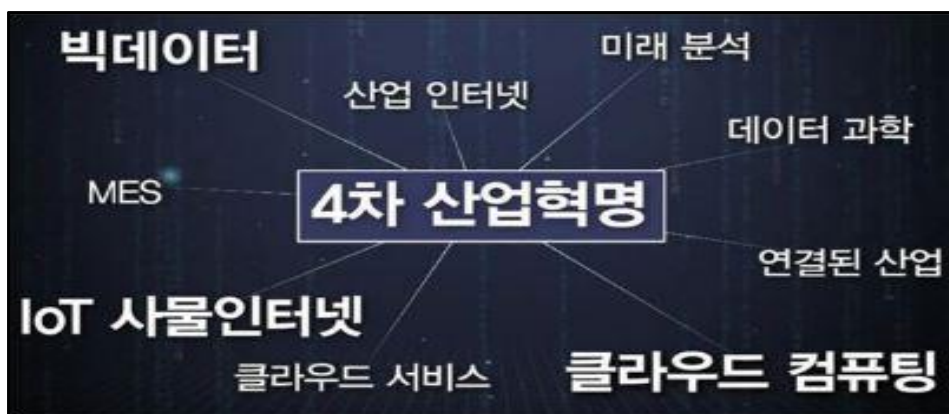 빅데이터
미래 분석
산업 인터넷
데이터 과학
MES
4차 산업혁명
연결된 산업
IoT 사물인터넷
클라우드 서비스
클라우드 컴퓨팅